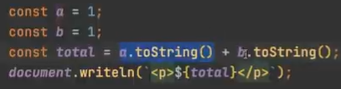 const a = 1;
const b = 1;
const total = a.toString() + b.toString();
document.writeln(`<p>${total}</p>`);